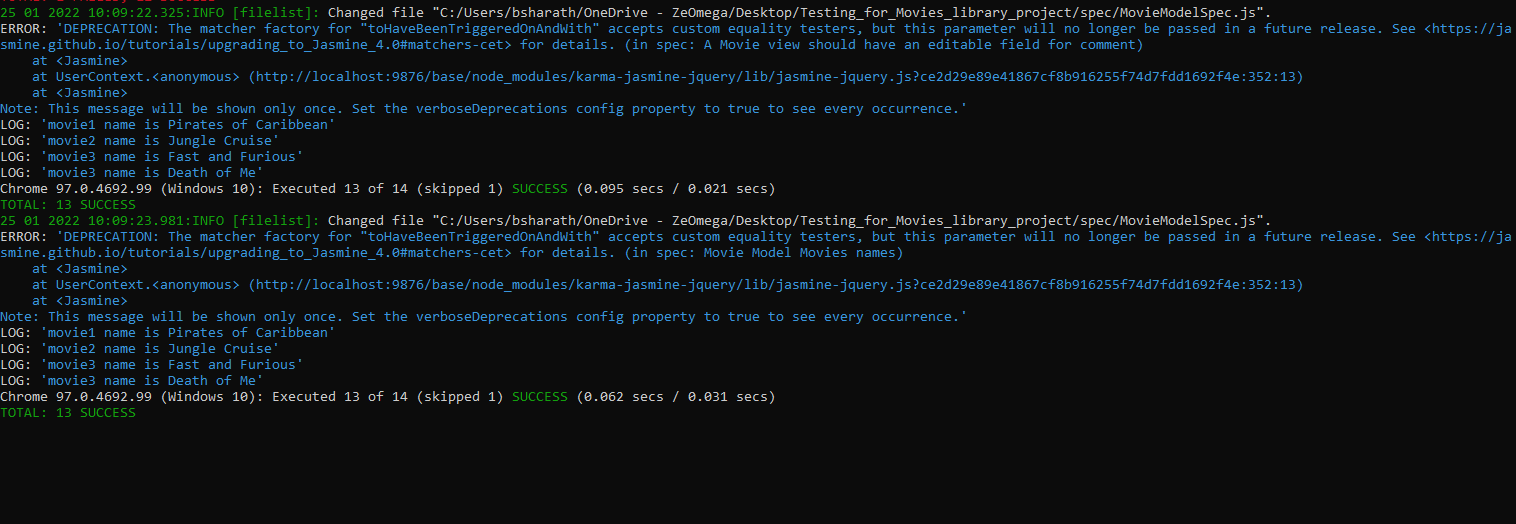 25 01 2022 10:09:22.325:INFO [filelist]: Changed file "C:/Users/bsharath/OneDrive - ZeOmega/Desktop/Testing_for_Movies_library_project/spec/MovieModelSpec.js".
ERROR: 'DEPRECATION: The matcher factory for "toHaveBeenTriggeredOnAndWith" accepts custom equality testers, but this parameter will no longer be passed in a future release. See <https://ja
smine.github.io/tutorials/upgrading_to_Jasmine_4.0#matchers-cet> for details. (in spec: A Movie view should have an editable field for comment)
    at <Jasmine>
    at UserContext.<anonymous> (http://localhost:9876/base/node_modules/karma-jasmine-jquery/lib/jasmine-jquery.js?ce2d29e89e41867cf8b916255f74d7fdd1692f4e:352:13)
    at <Jasmine>
Note: This message will be shown only once. Set the verboseDeprecations config property to true to see every occurrence.'
LOG: 'movie1 name is Pirates of Caribbean'
LOG: 'movie2 name is Jungle Cruise'
LOG: 'movie3 name is Fast and Furious'
LOG: 'movie3 name is Death of Me'
Chrome 97.0.4692.99 (Windows 10): Executed 13 of 14 (skipped 1) SUCCESS (0.095 secs / 0.021 secs)
TOTAL: 13 SUCCESS
25 01 2022 10:09:23.981:INFO [filelist]: Changed file "C:/Users/bsharath/OneDrive - ZeOmega/Desktop/Testing_for_Movies_library_project/spec/MovieModelSpec.js".
ERROR: 'DEPRECATION: The matcher factory for "toHaveBeenTriggeredOnAndWith" accepts custom equality testers, but this parameter will no longer be passed in a future release. See <https://ja
smine.github.io/tutorials/upgrading_to_Jasmine_4.0#matchers-cet> for details. (in spec: Movie Model Movies names)
    at <Jasmine>
    at UserContext.<anonymous> (http://localhost:9876/base/node_modules/karma-jasmine-jquery/lib/jasmine-jquery.js?ce2d29e89e41867cf8b916255f74d7fdd1692f4e:352:13)
    at <Jasmine>
Note: This message will be shown only once. Set the verboseDeprecations config property to true to see every occurrence.'
LOG: 'movie1 name is Pirates of Caribbean'
LOG: 'movie2 name is Jungle Cruise'
LOG: 'movie3 name is Fast and Furious'
LOG: 'movie3 name is Death of Me'
Chrome 97.0.4692.99 (Windows 10): Executed 13 of 14 (skipped 1) SUCCESS (0.062 secs / 0.031 secs)
TOTAL: 13 SUCCESS